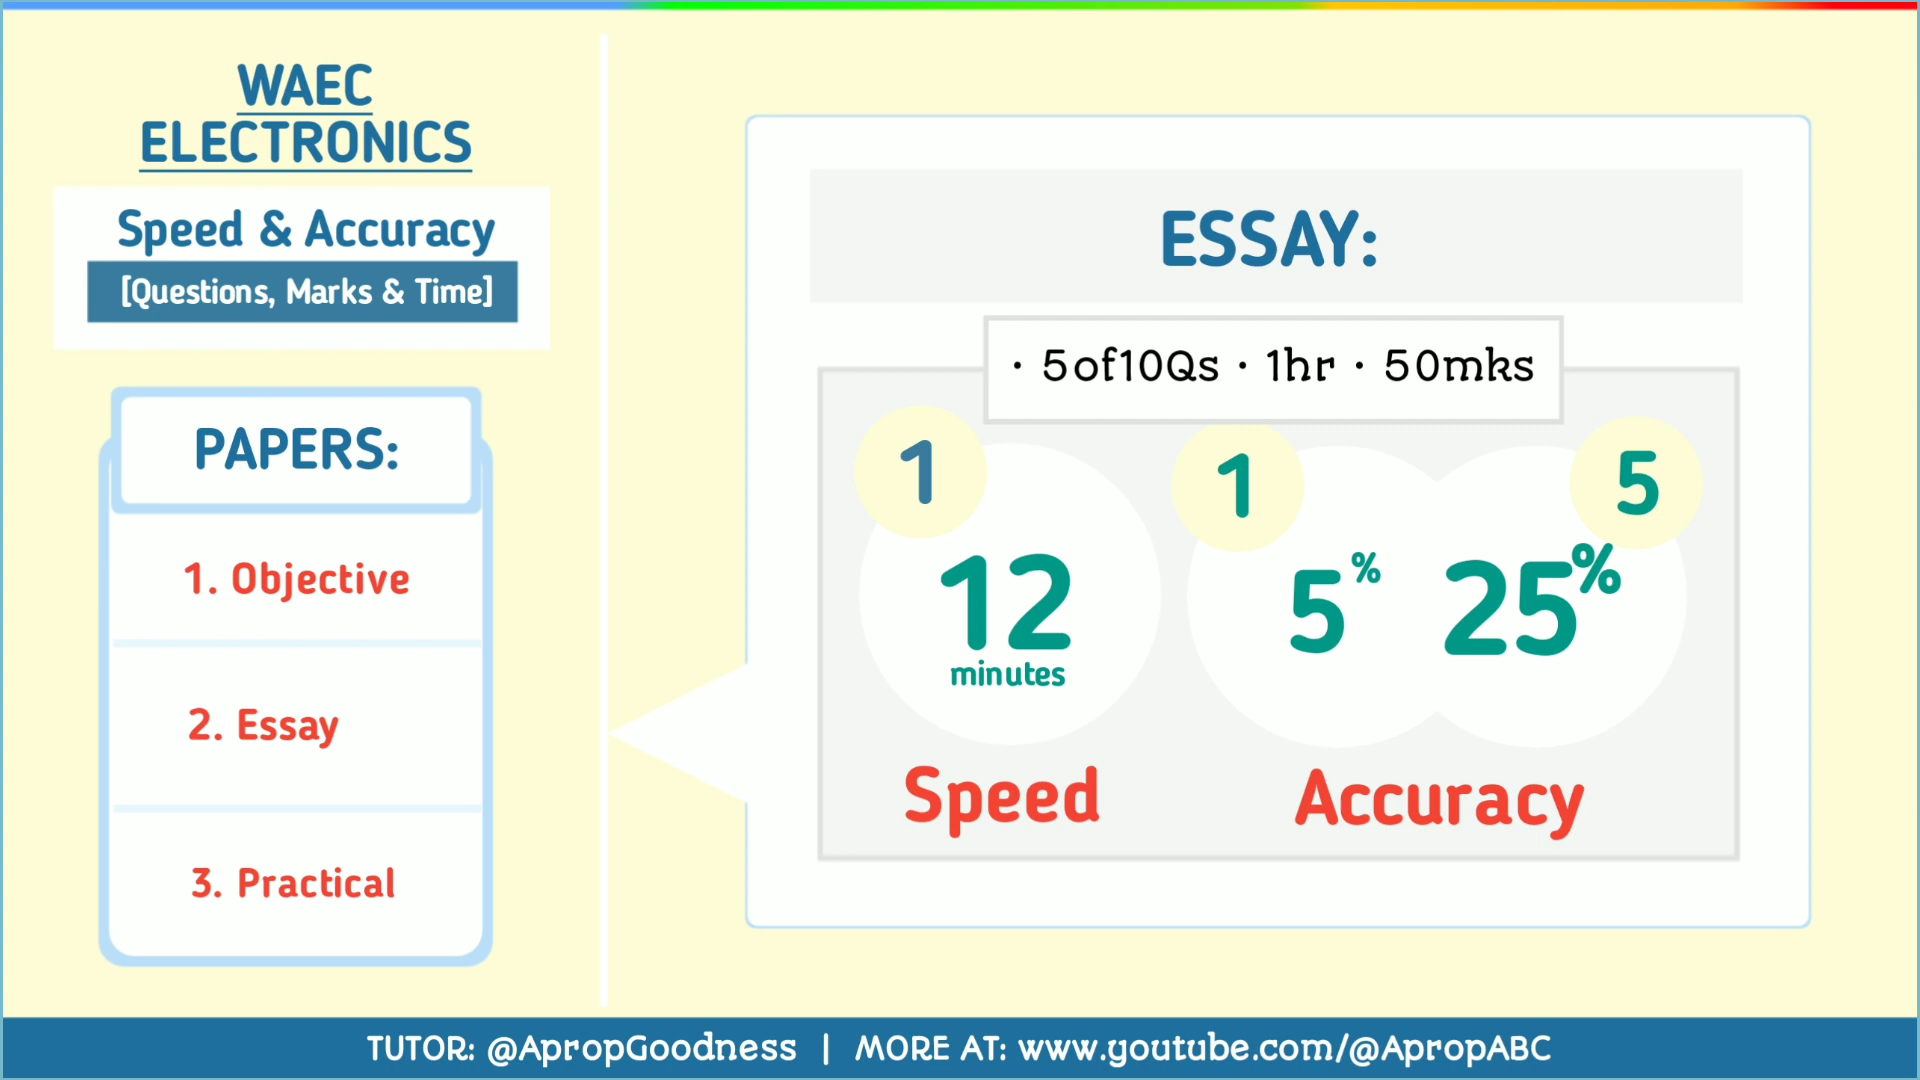 WAEC
ELECTRONICS
Speed & Accuracy
[Questions, Marks & Time]
PAPERS:
1. Objective
2. Essay
3. Practical
ESSAY:
· 5of10Qs · 1hr · 50mks
1
12
minutes
Speed
1
5%
5
25%
Accuracy
TUTOR: @ApropGoodness | MORE AT: www.youtube.com/@ApropABC